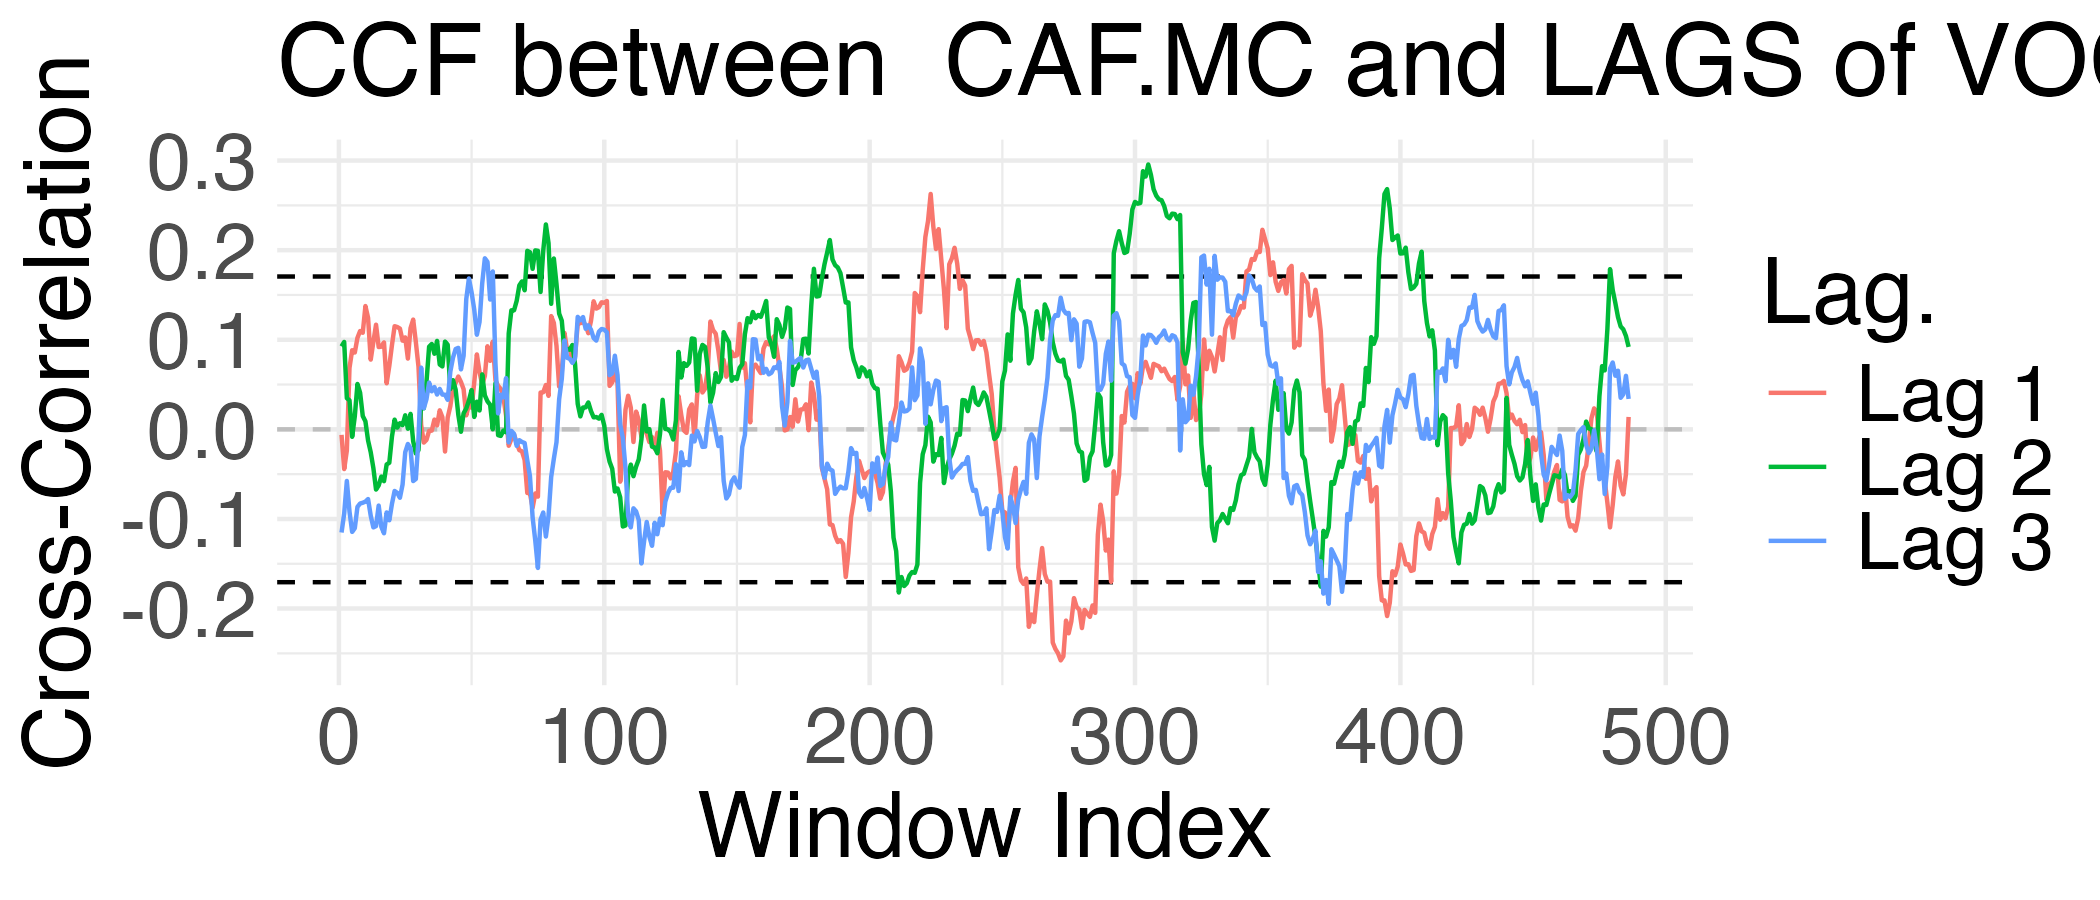 CCF between CAF.MC and LAGS of
Cross-Correlation
0.3
0.2
0.1
0.0
-0.1
-0.2
0 100 200 300 400 500
Window Index
Lag.
Lag 1
Lag 2
Lag 3